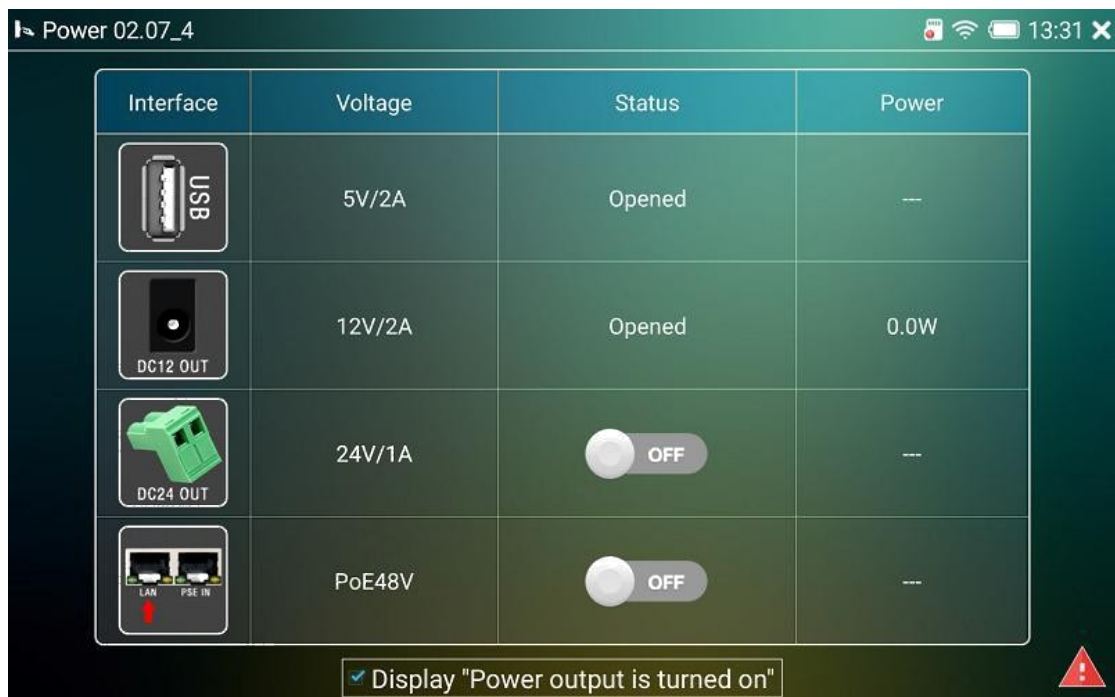 Power 02.07_4 13:31
Interface Voltage Status Power
USB 5V/2A Opened ---
12V/2A Opened 0.0W
DC12 OUT
24V/1A OFF ---
DC24 OUT
PoE48V OFF ---
LAN PSE IN
Display "Power output is turned on"